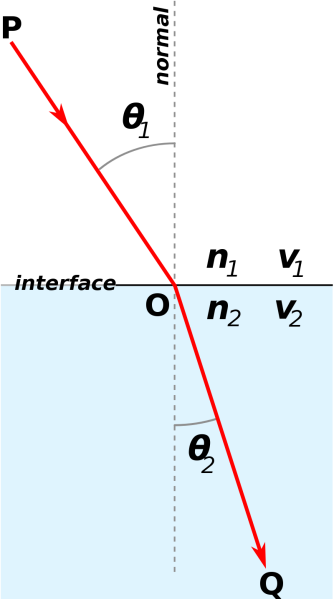 P
normal
θ1
n1 v1
interface
O n2 v2
θ2
Q